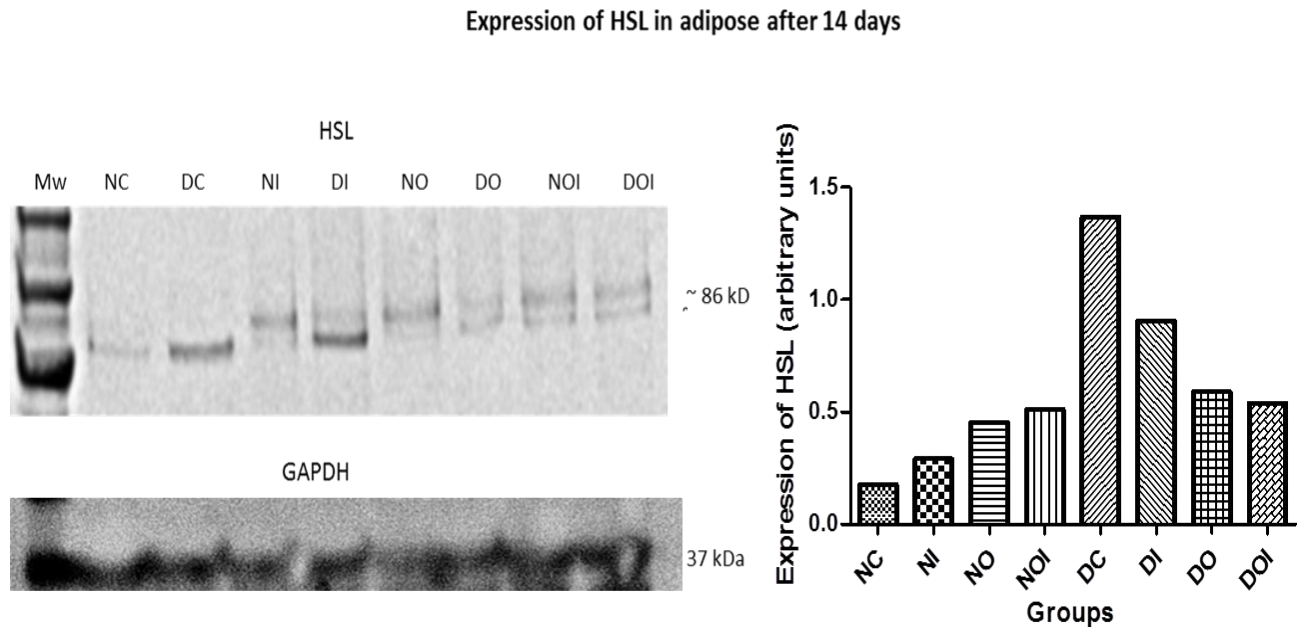 Expression of HSL in adipose after 14 days
HSL
Mw NC DC NI DI NO DO NOI DOI
~ 86 kD
GAPDH
37 kDa
Expression of HSL (arbitrary units)
1.5
1.0
0.5
0.0
NC NI NO NOI DC DI DO DOI
Groups